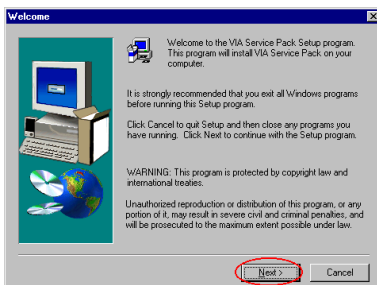 Welcome
Welcome to the VIA Service Pack Setup program.
This program will install VIA Service Pack on your
computer.
It is strongly recommended that you exit all Windows programs
before running this Setup program.
Click Cancel to quit Setup and then close any programs you
have running. Click Next to continue with the Setup program.
WARNING: This program is protected by copyright law and
international treaties.
Unauthorized reproduction or distribution of this program, or any
portion of it, may result in severe civil and criminal penalties, and
will be prosecuted to the maximum extent possible under law.
Next >
Cancel